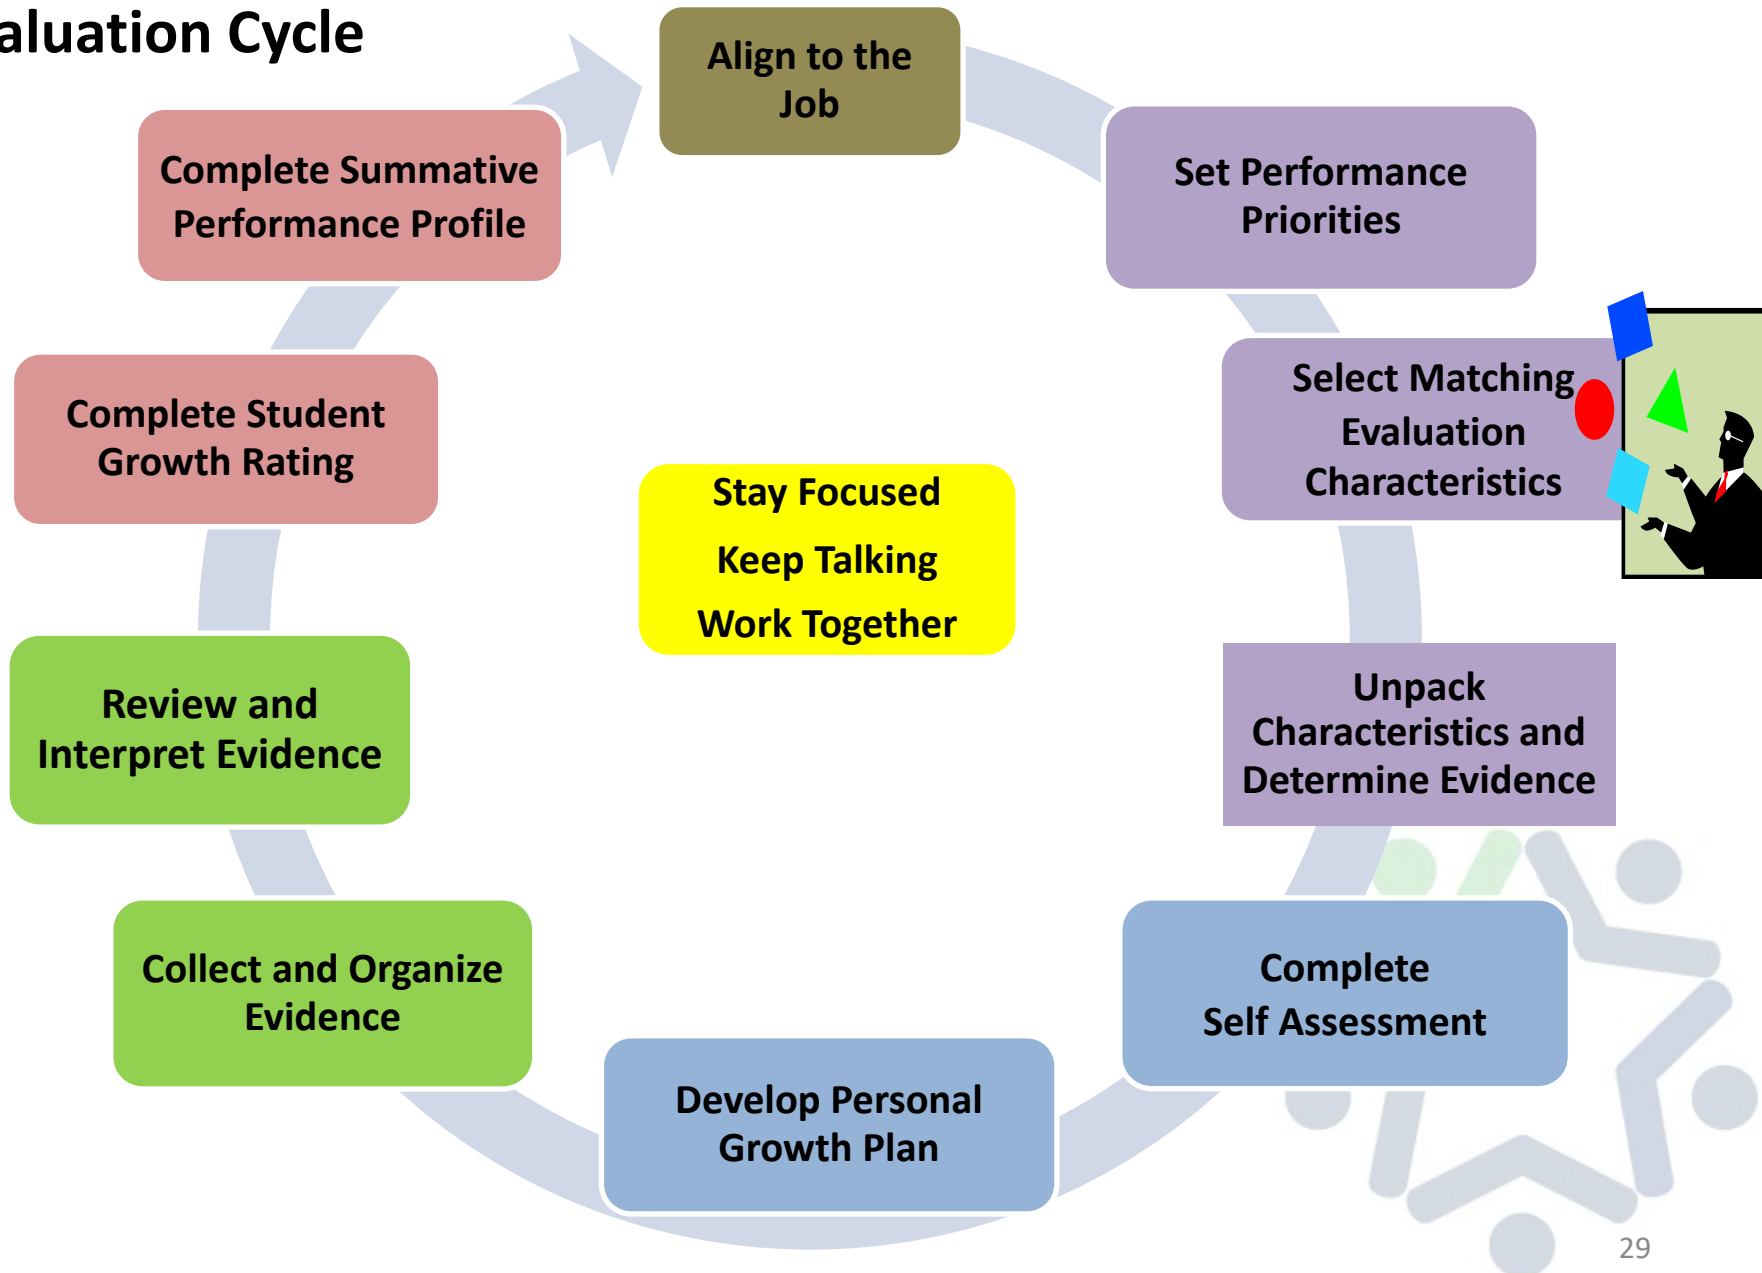 aluation Cycle
Align to the
Job
Set Performance
Priorities
Select Matching
Evaluation
Characteristics
Unpack
Characteristics and
Determine Evidence
Complete
Self Assessment
Develop Personal
Growth Plan
Collect and Organize
Evidence
Review and
Interpret Evidence
Complete Student
Growth Rating
Complete Summative
Performance Profile
Stay Focused
Keep Talking
Work Together
29